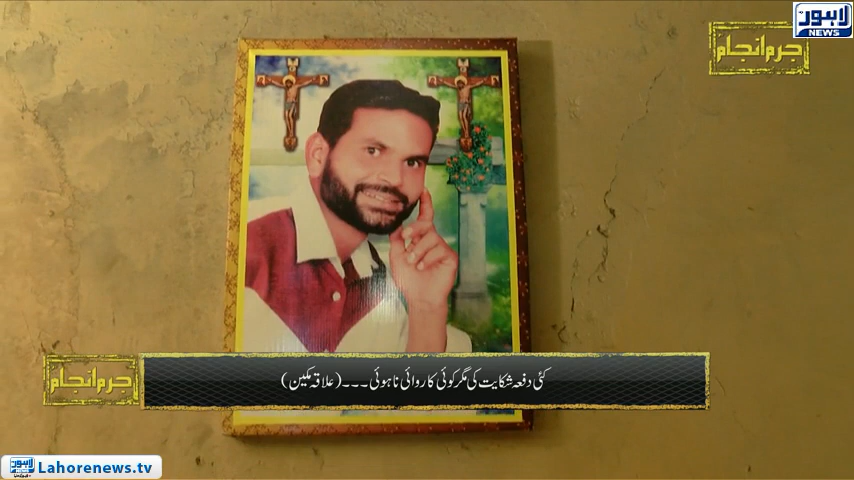 لاہور
NEWS
جرم انجام
کئی دفعہ شکایت کی مگر کوئی کاروائی نا ہوئی ۔۔۔(علاقہ مکین)
جرم انجام
Lahorenews.tv